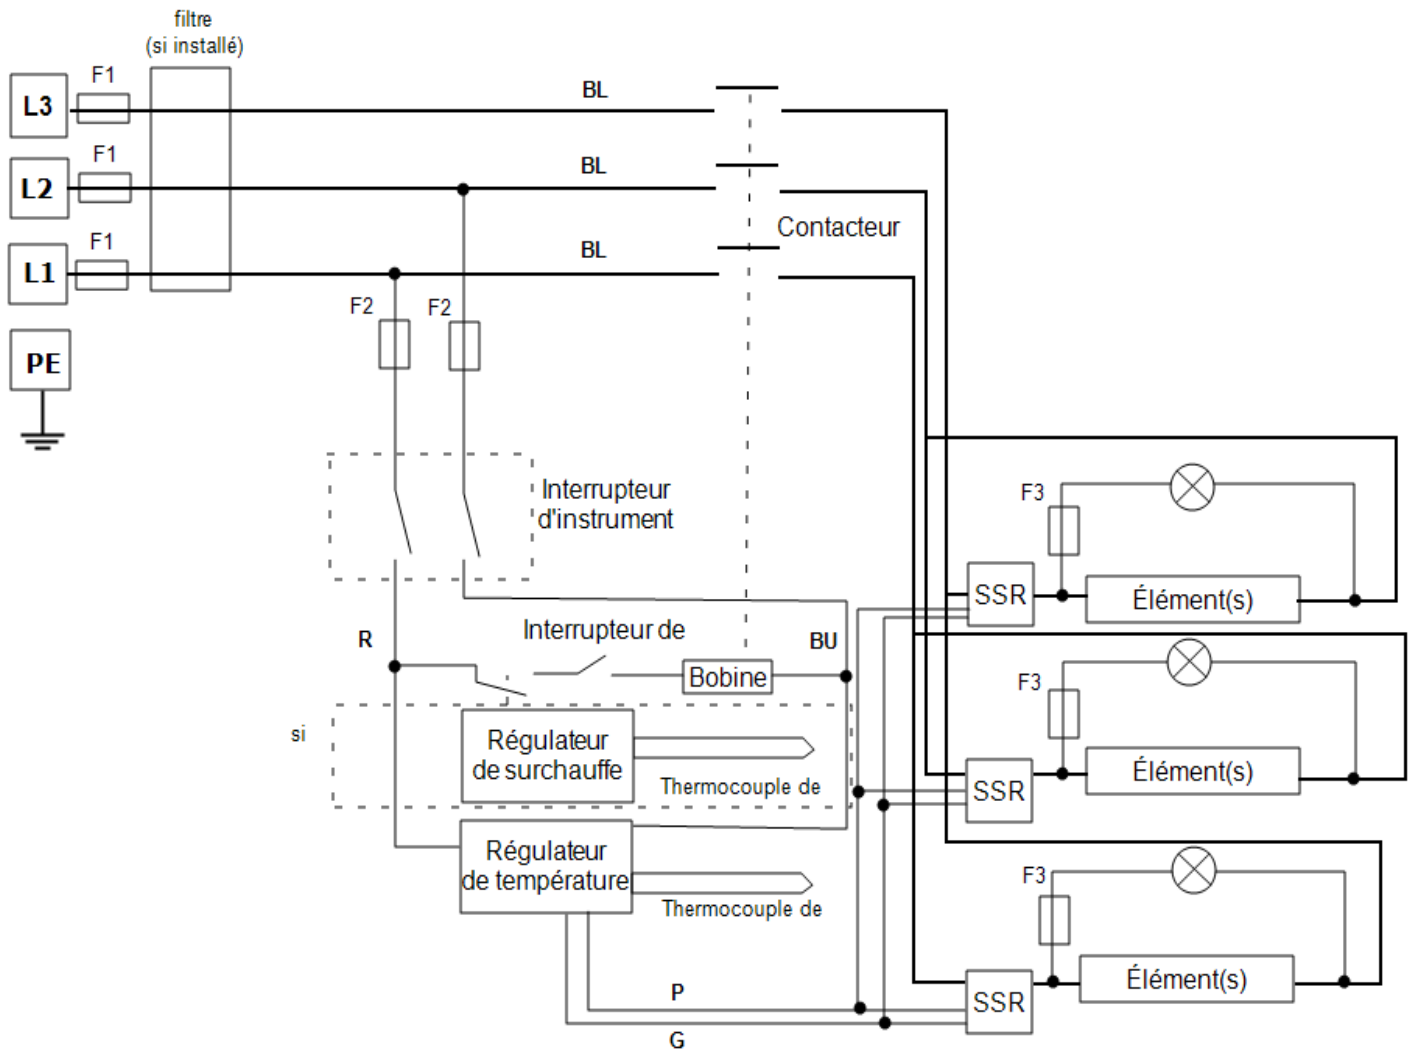 filtre
(si installé)
F1
L3
BL
F1
L2
BL
F1
L1
BL
Contacteur
PE
F2
F2
Interrupteur
d'instrument
R
Interrupteur de
BU
Bobine
si
Régulateur
de surchauffe
Thermocouple de
Régulateur
de température
Thermocouple de
P
G
F3
SSR
Élément(s)
F3
SSR
Élément(s)
F3
SSR
Élément(s)